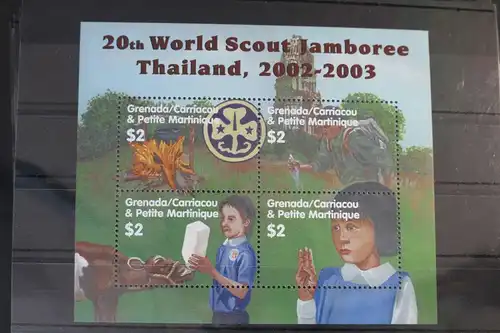 20th World Scout Jamboree
Thailand, 2002-2003
Grenada/Carriacou
& Petite Martinique
$2
Grenada/Carriacou
& Petite Martinique
$2
Grenada/Carriacou
& Petite Martinique
$2
Grenada/Carriacou
& Petite Martinique
$2